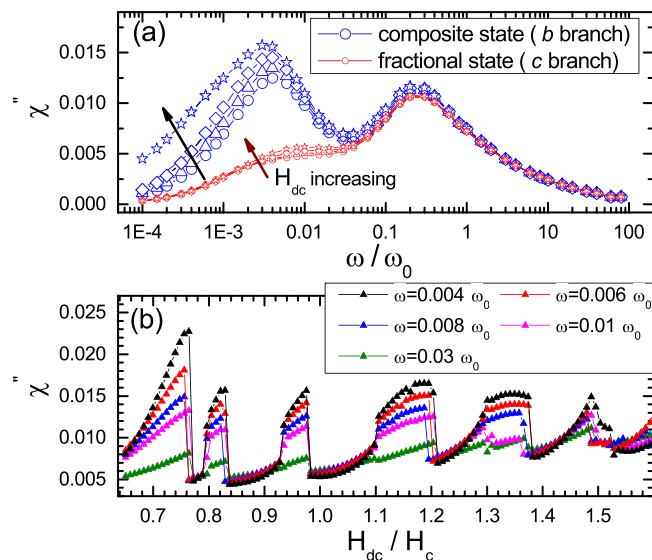 (a)
composite state ( b branch)
fractional state ( c branch)
0.015
0.010
0.005
0.000
χ"
H_dc increasing
1E-4 1E-3 0.01 0.1 1 10 100
ω / ω_0
(b)
ω=0.004 ω_0 ω=0.006 ω_0
ω=0.008 ω_0 ω=0.01 ω_0
ω=0.03 ω_0
0.025
0.020
0.015
0.010
0.005
χ"
0.7 0.8 0.9 1.0 1.1 1.2 1.3 1.4 1.5
H_dc / H_c